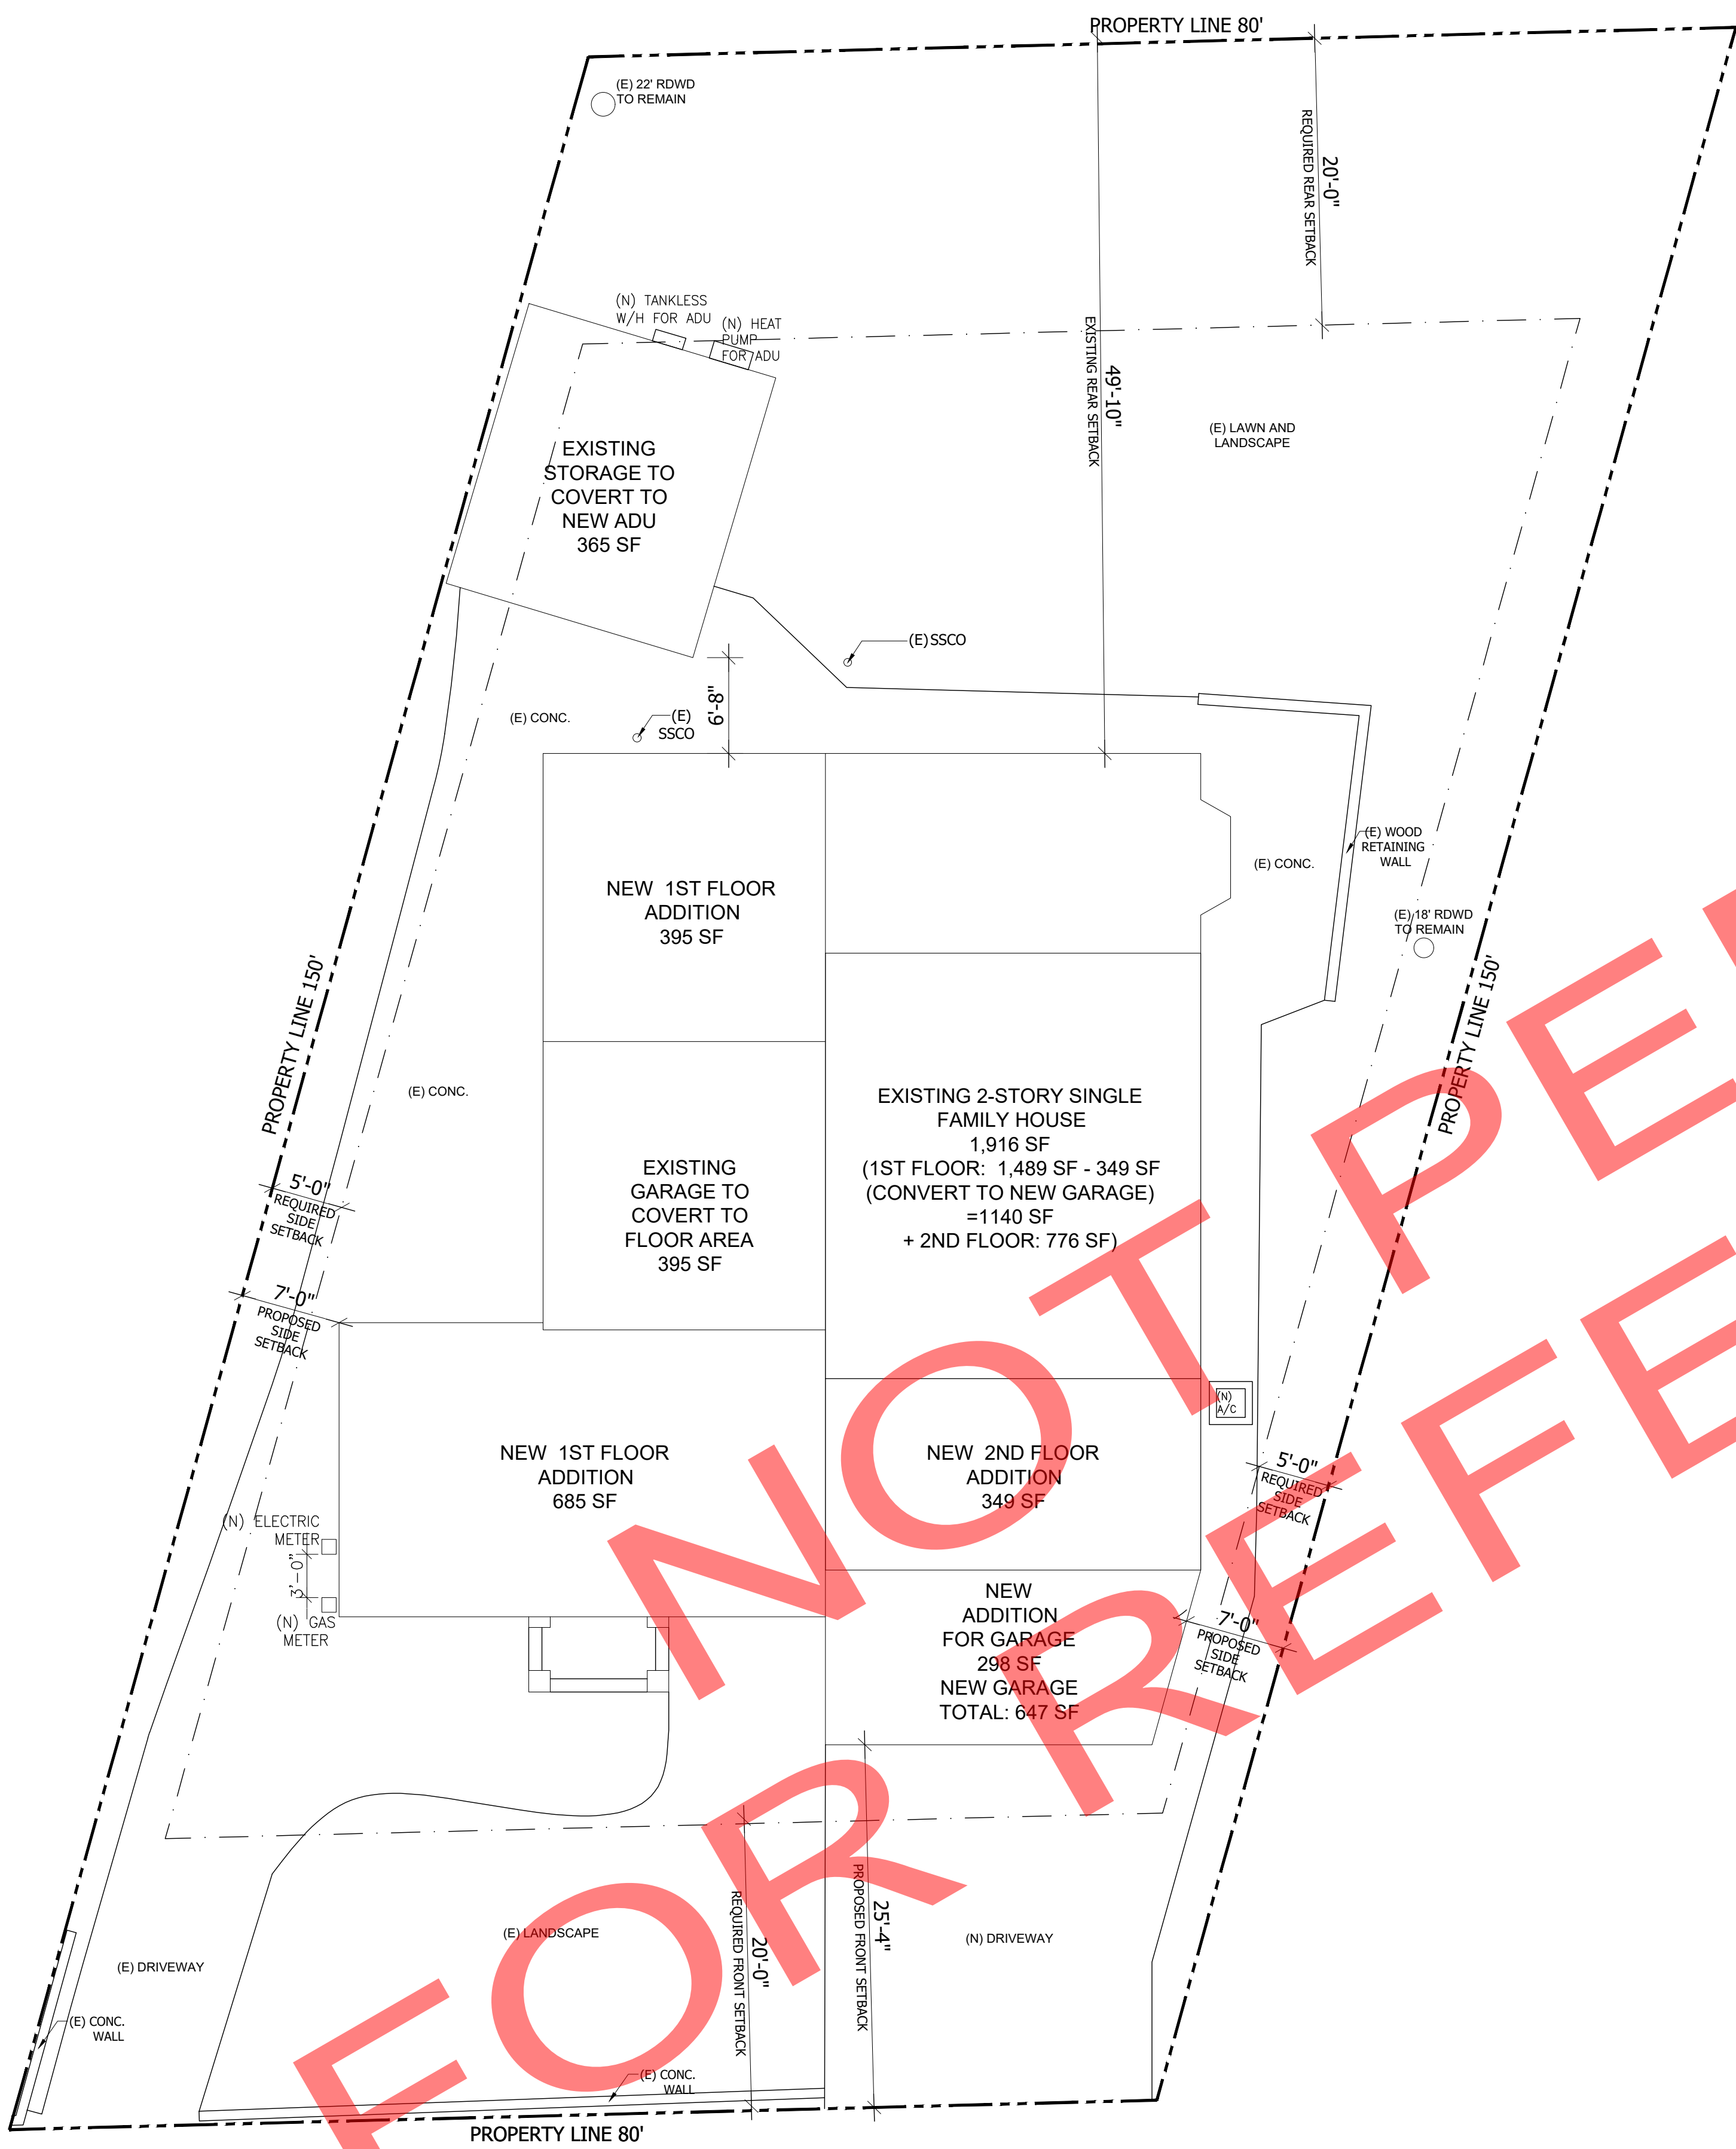 PROPERTY LINE 80'
(E) 22' RDWD
TO REMAIN
20'-0"
REQUIRED REAR SETBACK
(N) TANKLESS
W/H FOR ADU
(N) HEAT
PUMP
FOR ADU
49'-10"
EXISTING REAR SETBACK
(E) LAWN AND
LANDSCAPE
EXISTING
STORAGE TO
COVERT TO
NEW ADU
365 SF
(E) SSCO
6'-8"
(E) CONC.
(E)
SSCO
(E) WOOD
RETAINING
WALL
(E) CONC.
NEW 1ST FLOOR
ADDITION
395 SF
(E) 18' RDWD
TO REMAIN
PROPERTY LINE 150'
PROPERTY LINE 150'
(E) CONC.
EXISTING 2-STORY SINGLE
FAMILY HOUSE
1,916 SF
(1ST FLOOR: 1,489 SF - 349 SF
(CONVERT TO NEW GARAGE)
=1140 SF
+ 2ND FLOOR: 776 SF)
EXISTING
GARAGE TO
COVERT TO
FLOOR AREA
395 SF
5'-0"
REQUIRED
SIDE
SETBACK
7'-0"
PROPOSED
SIDE
SETBACK
(N)
A/C
NEW 1ST FLOOR
ADDITION
685 SF
NEW 2ND FLOOR
ADDITION
349 SF
5'-0"
REQUIRED
SIDE
SETBACK
(N) ELECTRIC
METER
3'-0"
(N) GAS
METER
NEW
ADDITION
FOR GARAGE
298 SF
NEW GARAGE
TOTAL: 647 SF
7'-0"
PROPOSED
SIDE
SETBACK
20'-0"
REQUIRED FRONT SETBACK
25'-4"
PROPOSED FRONT SETBACK
(E) LANDSCAPE
(N) DRIVEWAY
(E) DRIVEWAY
(E) CONC.
WALL
(E) CONC.
WALL
PROPERTY LINE 80'
NOT PE
FOR REFE